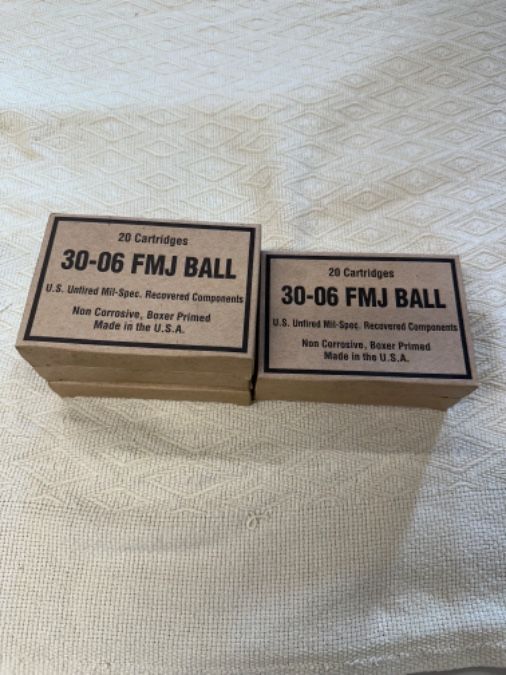 20 Cartridges
30-06 FMJ BALL
U.S. Unfired Mil-Spec. Recovered Components
Non Corrosive, Boxer Primed
Made in the U.S.A.
20 Cartridges
30-06 FMJ BALL
U.S. Unfired Mil-Spec. Recovered Components
Non Corrosive, Boxer Primed
Made in the U.S.A.